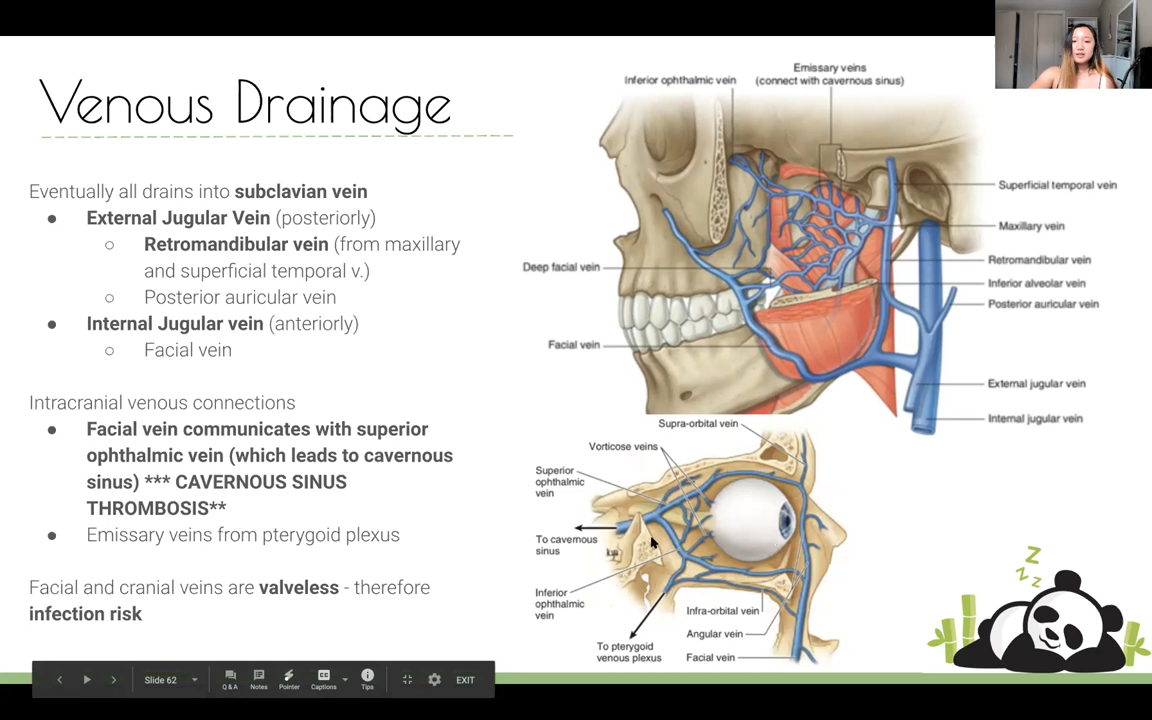 Venous Drainage
Eventually all drains into subclavian vein
● External Jugular Vein (posteriorly)
○ Retromandibular vein (from maxillary
and superficial temporal v.)
○ Posterior auricular vein
● Internal Jugular vein (anteriorly)
○ Facial vein
Intracranial venous connections
● Facial vein communicates with superior
ophthalmic vein (which leads to cavernous
sinus) *** CAVERNOUS SINUS
THROMBOSIS**
● Emissary veins from pterygoid plexus
Facial and cranial veins are valveless - therefore
infection risk
Inferior ophthalmic vein
Emissary veins
(connect with cavernous sinus)
Superficial temporal vein
Maxillary vein
Retromandibular vein
Inferior alveolar vein
Posterior auricular vein
External jugular vein
Internal jugular vein
Deep facial vein
Facial vein
Supra-orbital vein
Vorticose veins
Superior
ophthalmic
vein
To cavernous
sinus
Inferior
ophthalmic
vein
To pterygoid
venous plexus
Infra-orbital vein
Angular vein
Facial vein
z
z
Z
Slide 62
Q & A
Notes
Pointer
Captions
Tips
EXIT